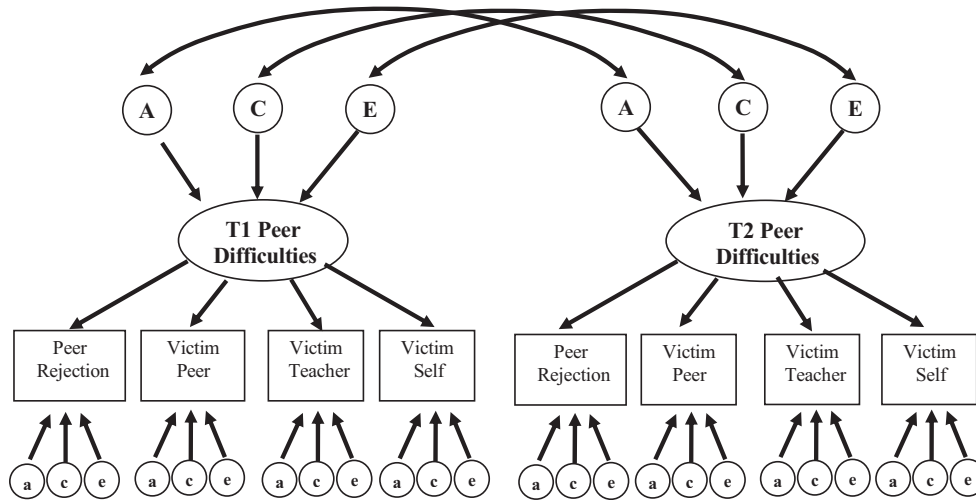 A C E A C E
T1 Peer
Difficulties
T2 Peer
Difficulties
Peer
Rejection
Victim
Peer
Victim
Teacher
Victim
Self
Peer
Rejection
Victim
Peer
Victim
Teacher
Victim
Self
a c e a c e a c e a c e a c e a c e a c e a c e